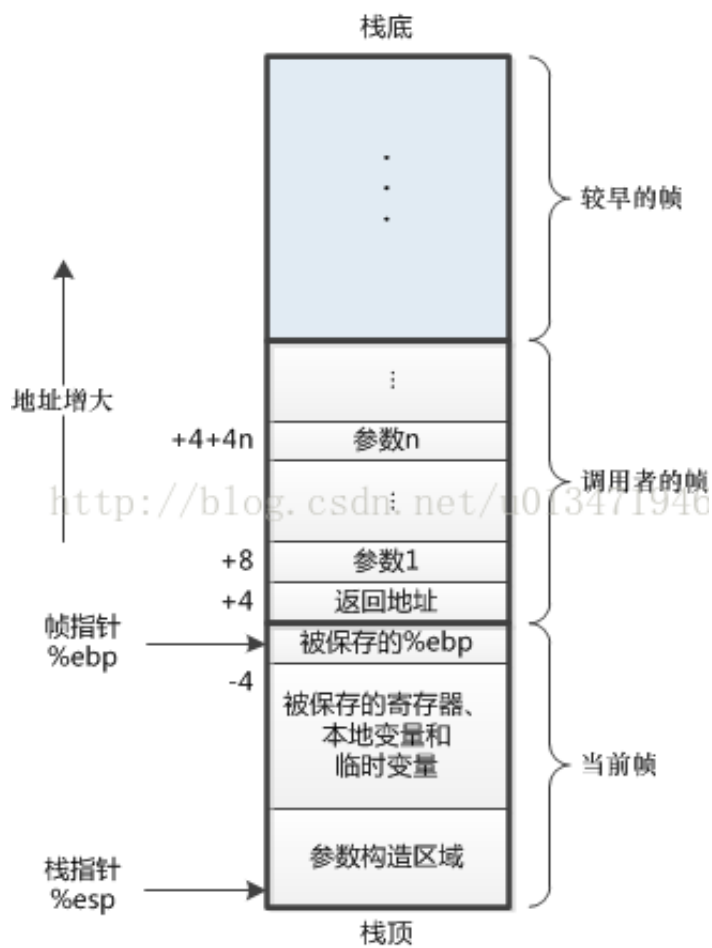 栈底
较早的帧
地址增大
⋮
+4+4n
参数n
调用者的帧
http://blog.csdn.net/u013471946
⋮
+8
参数1
+4
返回地址
帧指针
%ebp
被保存的%ebp
-4
被保存的寄存器、
本地变量和
临时变量
当前帧
参数构造区域
栈指针
%esp
栈顶